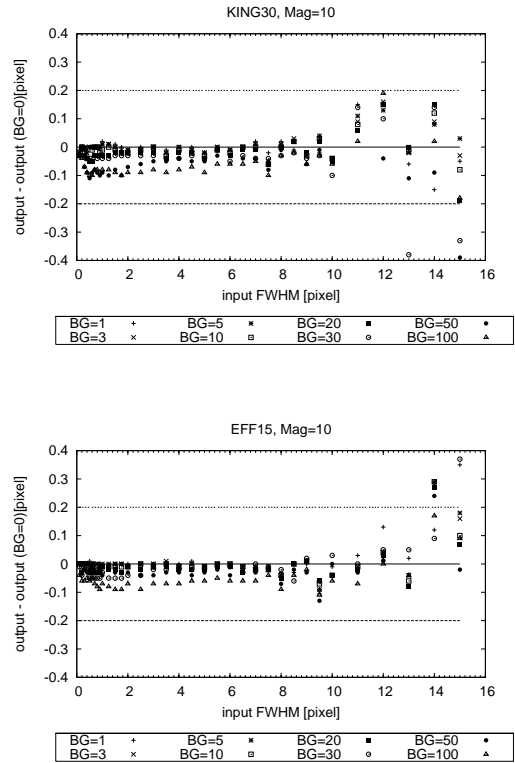 KING30, Mag=10
output - output (BG=0)[pixel]
0.4
0.3
0.2
0.1
0
-0.1
-0.2
-0.3
-0.4
0 2 4 6 8 10 12 14 16
input FWHM [pixel]
BG=1 BG=5 BG=20 BG=50
BG=3 BG=10 BG=30 BG=100
EFF15, Mag=10
output - output (BG=0)[pixel]
0.4
0.3
0.2
0.1
0
-0.1
-0.2
-0.3
-0.4
0 2 4 6 8 10 12 14 16
input FWHM [pixel]
BG=1 BG=5 BG=20 BG=50
BG=3 BG=10 BG=30 BG=100